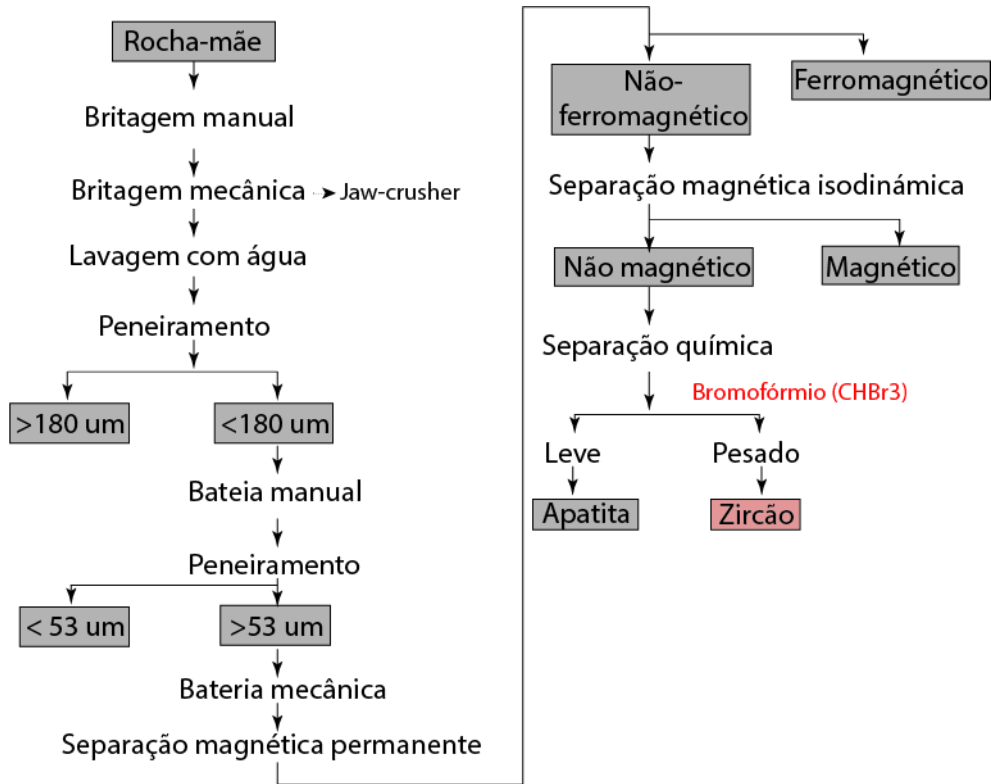 Rocha-mãe
Britagem manual
Britagem mecânica
Jaw-crusher
Lavagem com água
Peneiramento
>180 um
<180 um
Bateia manual
Peneiramento
< 53 um
>53 um
Bateria mecânica
Separação magnética permanente
Não-
ferromagnético
Ferromagnético
Separação magnética isodinámica
Não magnético
Magnético
Separação química
Bromofórmio (CHBr3)
Leve
Pesado
Apatita
Zircão